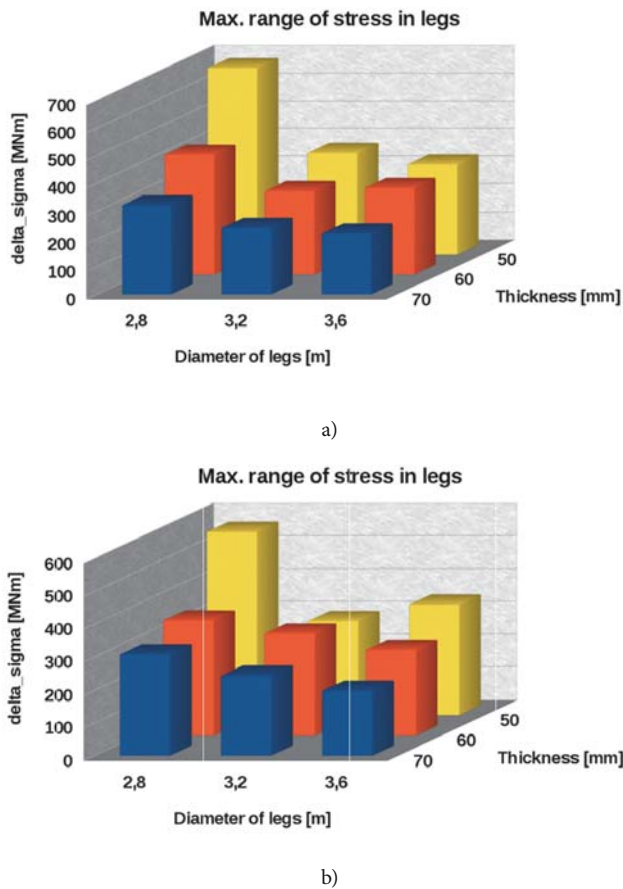 Max. range of stress in legs
700
600
500
400
300
200
100
0
delta_sigma [MNm]
2,8
3,2
3,6
Diameter of legs [m]
70
60
50
Thickness [mm]
a)
Max. range of stress in legs
600
500
400
300
200
100
0
delta_sigma [MNm]
2,8
3,2
3,6
Diameter of legs [m]
70
60
50
Thickness [mm]
b)